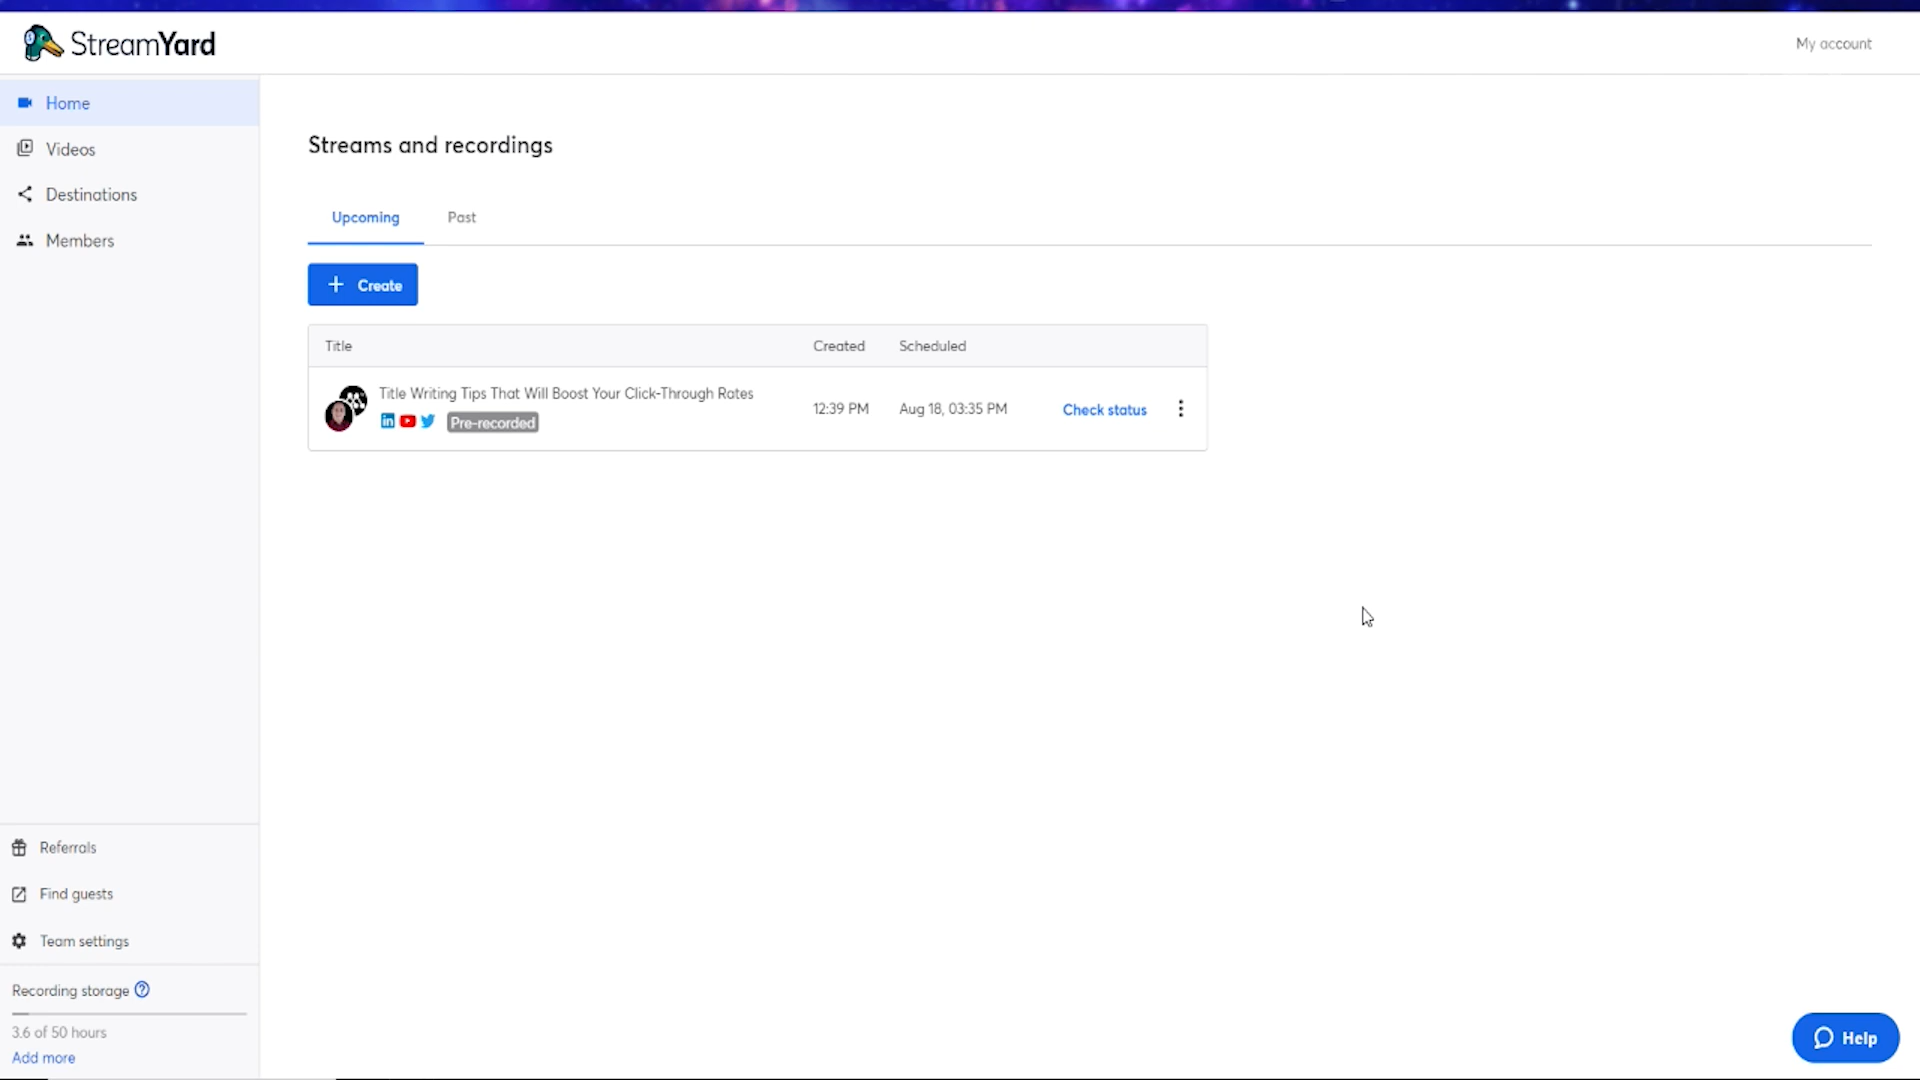 StreamYard
My account
Home
Videos
Destinations
Members
Streams and recordings
Upcoming Past
+ Create
Title Created Scheduled
Title Writing Tips That Will Boost Your Click-Through Rates
in Pre-recorded
12:39 PM Aug 18, 03:35 PM Check status
Referrals
Find guests
Team settings
Recording storage ?
3.6 of 50 hours
Add more
Help